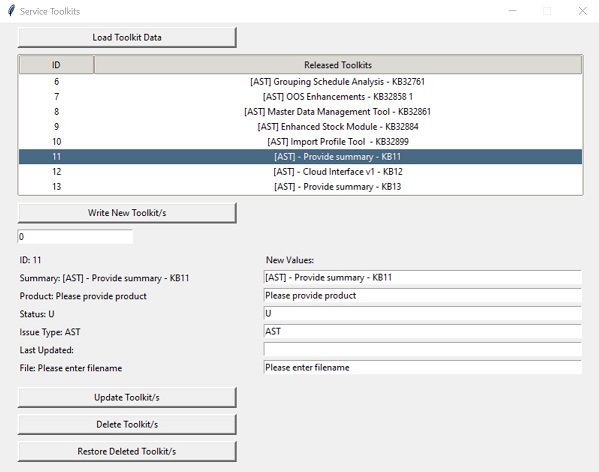 Service Toolkits
Load Toolkit Data
ID Released Toolkits
6 [AST] Grouping Schedule Analysis - KB32761
7 [AST] OOS Enhancements - KB32858 1
8 [AST] Master Data Management Tool - KB32861
9 [AST] Enhanced Stock Module - KB32884
10 [AST] Import Profile Tool - KB32899
11 [AST] - Provide summary - KB11
12 [AST] - Cloud Interface v1 - KB12
13 [AST] - Provide summary - KB13
Write New Toolkit/s
0
ID: 11 New Values:
Summary: [AST] - Provide summary - KB11 [AST] - Provide summary - KB11
Product: Please provide product Please provide product
Status: U U
Issue Type: AST AST
Last Updated:
File: Please enter filename Please enter filename
Update Toolkit/s
Delete Toolkit/s
Restore Deleted Toolkit/s